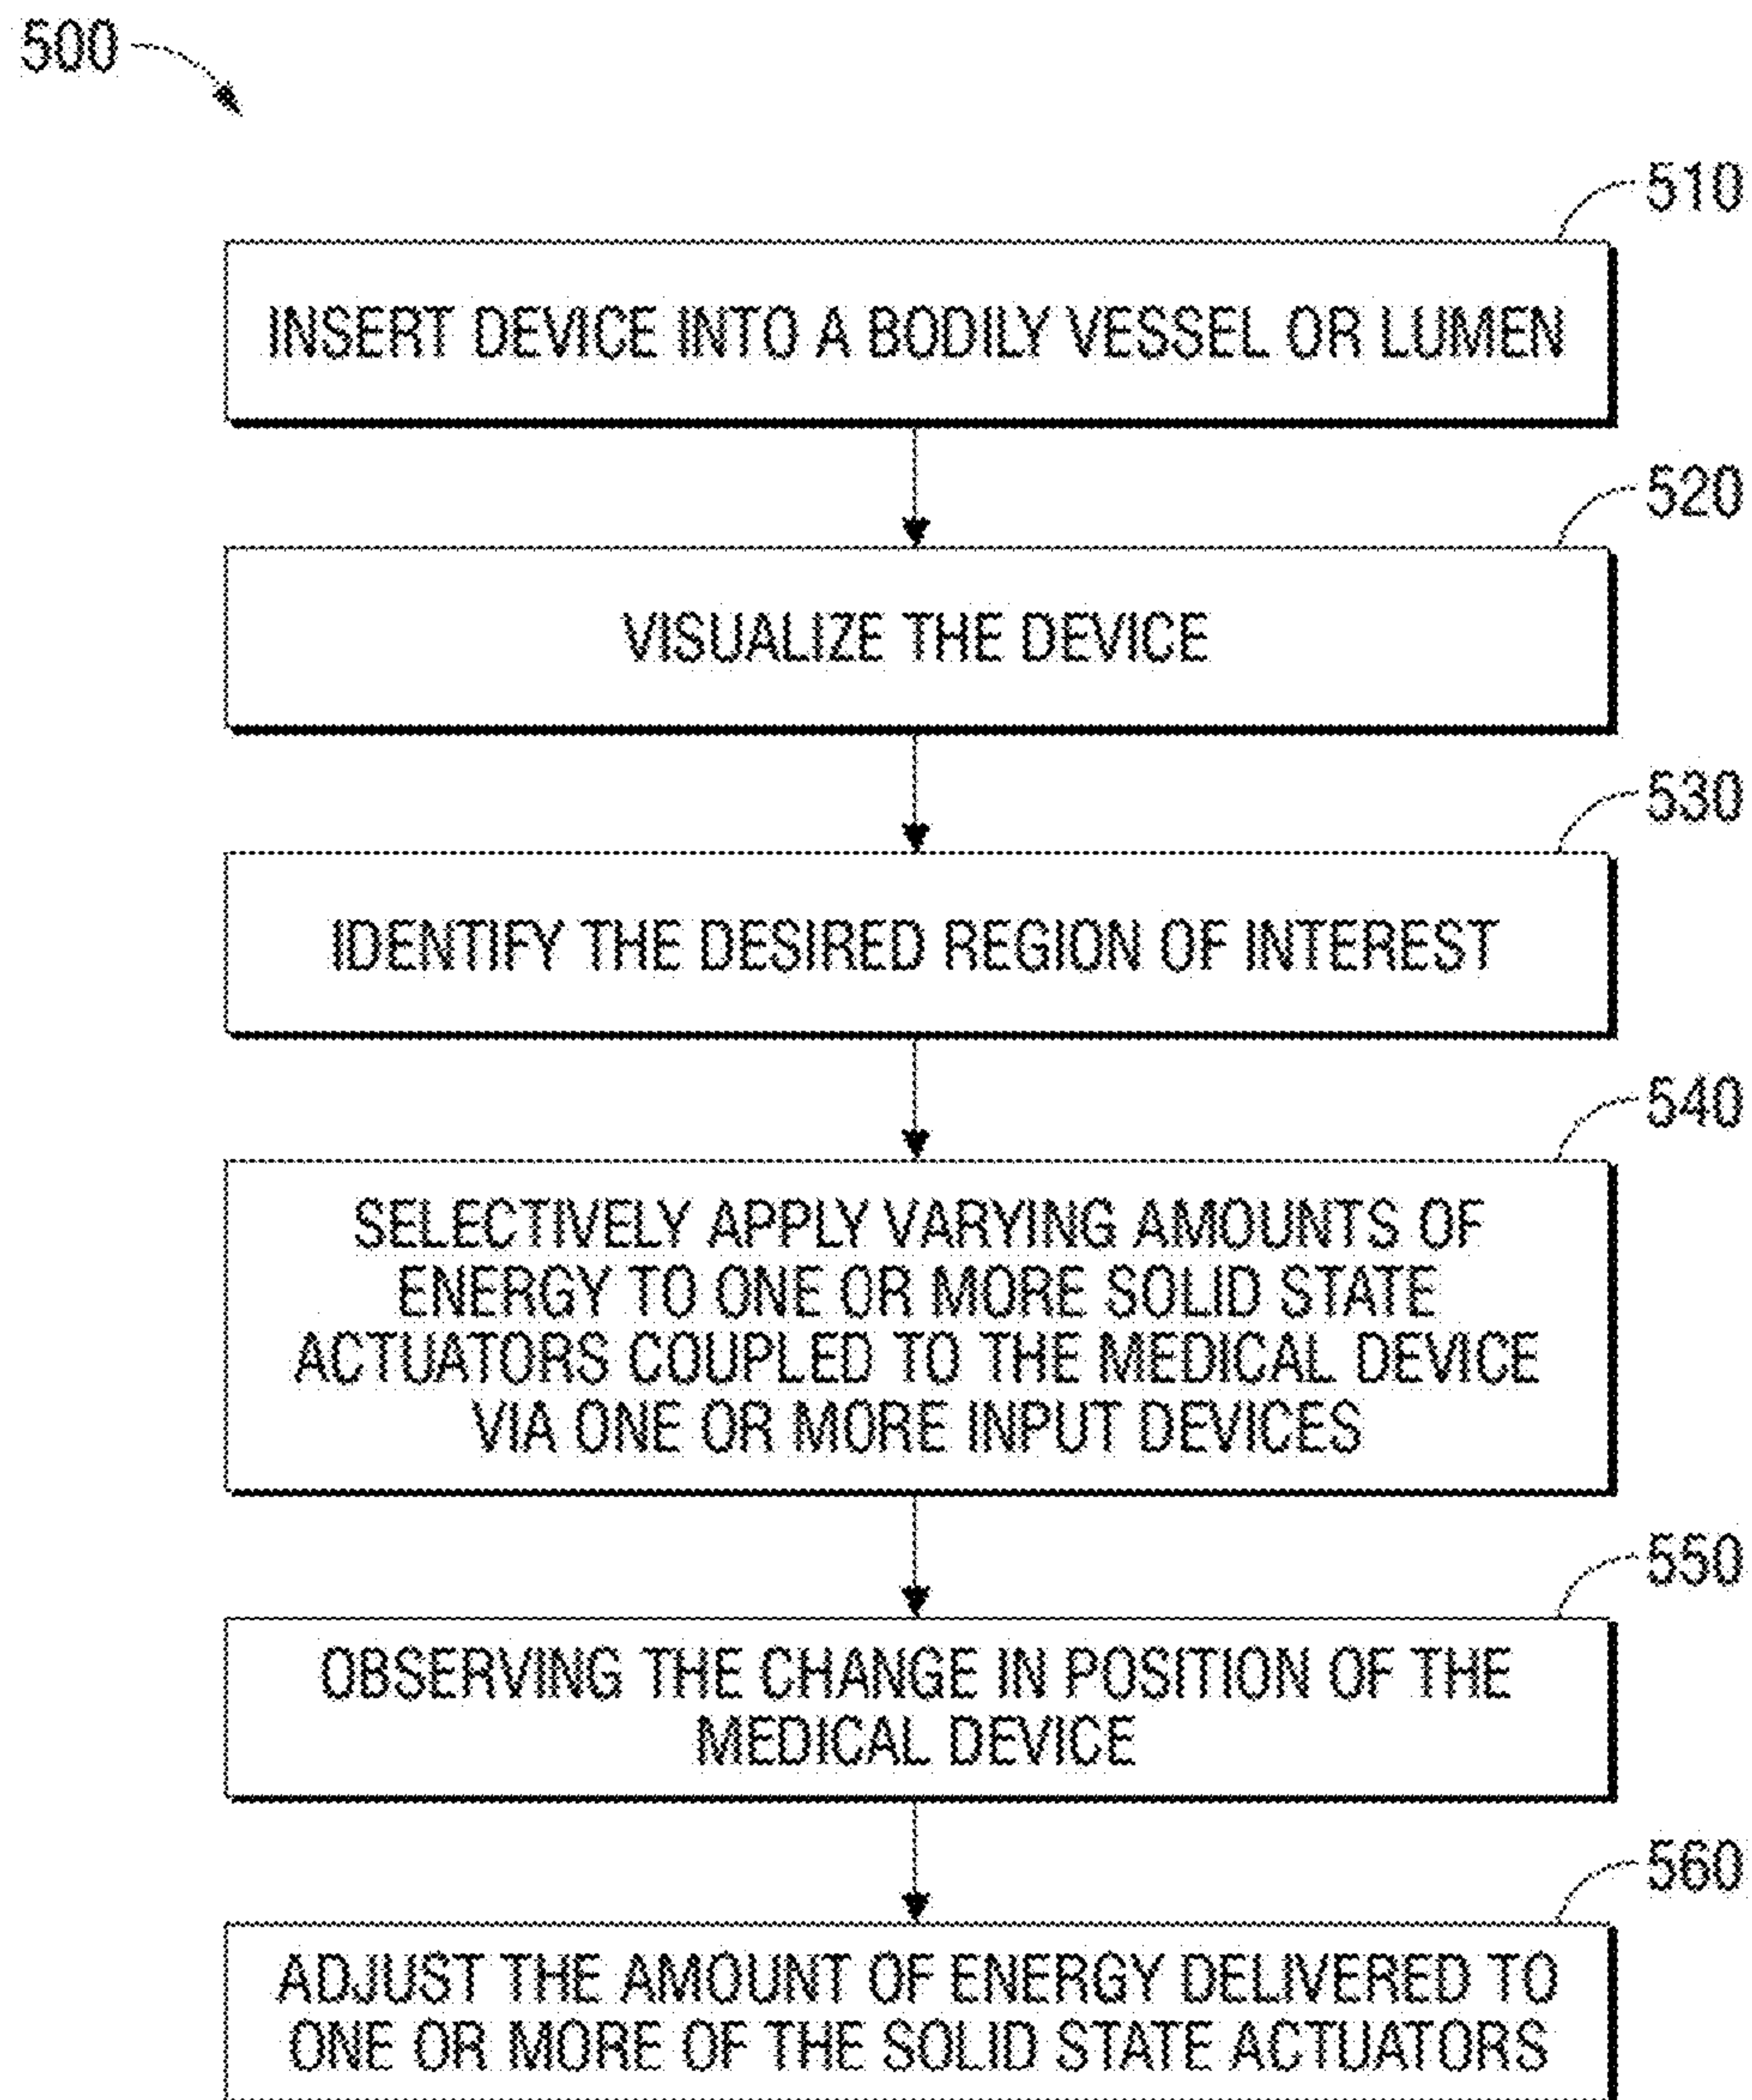 500
510
INSERT DEVICE INTO A BODILY VESSEL OR LUMEN
520
VISUALIZE THE DEVICE
530
IDENTIFY THE DESIRED REGION OF INTEREST
540
SELECTIVELY APPLY VARYING AMOUNTS OF
ENERGY TO ONE OR MORE SOLID STATE
ACTUATORS COUPLED TO THE MEDICAL DEVICE
VIA ONE OR MORE INPUT DEVICES
550
OBSERVING THE CHANGE IN POSITION OF THE
MEDICAL DEVICE
560
ADJUST THE AMOUNT OF ENERGY DELIVERED TO
ONE OR MORE OF THE SOLID STATE ACTUATORS